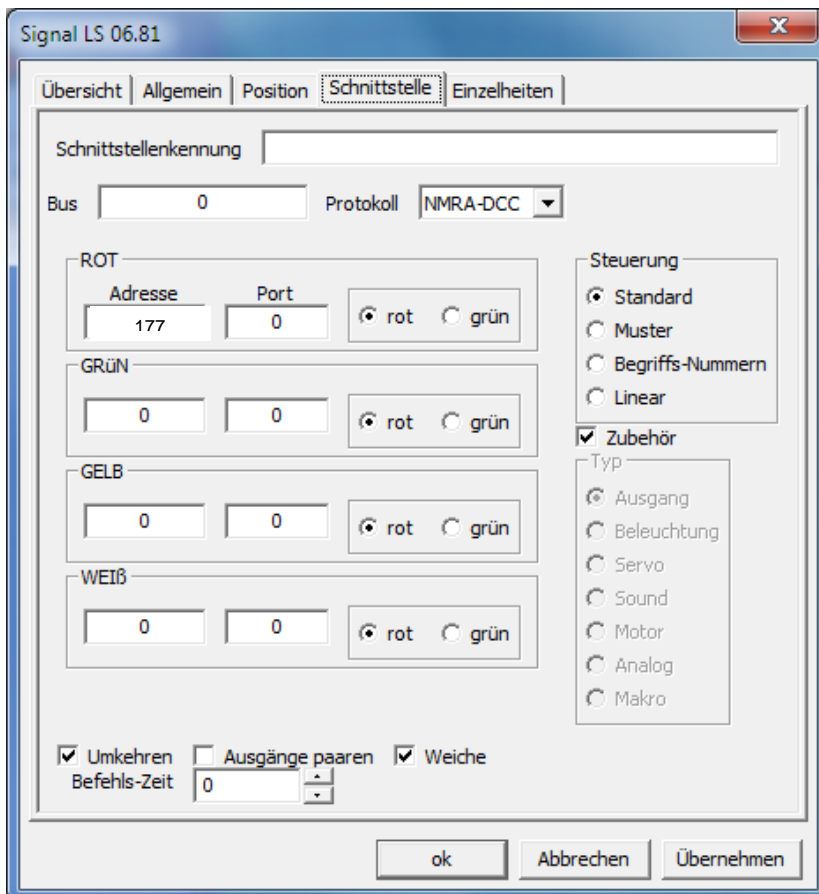 Signal LS 06.81
Übersicht Allgemein Position Schnittstelle Einzelheiten
Schnittstellenkennung
Bus 0 Protokoll NMRA-DCC
ROT
Adresse Port
177 0 rot grün
GRüN
0 0 rot grün
GELB
0 0 rot grün
WEIß
0 0 rot grün
Steuerung
Standard
Muster
Begriffs-Nummern
Linear
Zubehör
Typ
Ausgang
Beleuchtung
Servo
Sound
Motor
Analog
Makro
Umkehren Ausgänge paaren Weiche
Befehls-Zeit 0
ok Abbrechen Übernehmen